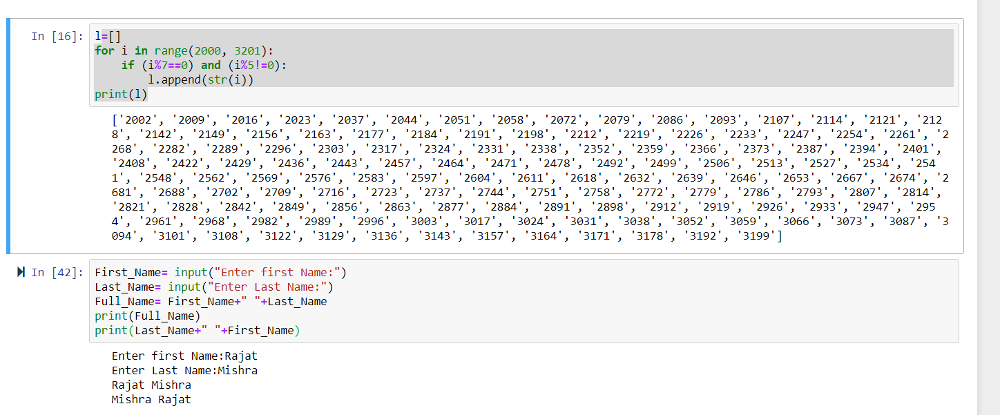 In [16]: l=[]
for i in range(2000, 3201):
    if (i%7==0) and (i%5!=0):
        l.append(str(i))
print(l)
['2002', '2009', '2016', '2023', '2037', '2044', '2051', '2058', '2072', '2079', '2086', '2093', '2107', '2114', '2121', '212
8', '2142', '2149', '2156', '2163', '2177', '2184', '2191', '2198', '2212', '2219', '2226', '2233', '2247', '2254', '2261', '2
268', '2282', '2289', '2296', '2303', '2317', '2324', '2331', '2338', '2352', '2359', '2366', '2373', '2387', '2394', '2401',
'2408', '2422', '2429', '2436', '2443', '2457', '2464', '2471', '2478', '2492', '2499', '2506', '2513', '2527', '2534', '254
1', '2548', '2562', '2569', '2576', '2583', '2597', '2604', '2611', '2618', '2632', '2639', '2646', '2653', '2667', '2674', '2
681', '2688', '2702', '2709', '2716', '2723', '2737', '2744', '2751', '2758', '2772', '2779', '2786', '2793', '2807', '2814',
'2821', '2828', '2842', '2849', '2856', '2863', '2877', '2884', '2891', '2898', '2912', '2919', '2926', '2933', '2947', '295
4', '2961', '2968', '2982', '2989', '2996', '3003', '3017', '3024', '3031', '3038', '3052', '3059', '3066', '3073', '3087', '3
094', '3101', '3108', '3122', '3129', '3136', '3143', '3157', '3164', '3171', '3178', '3192', '3199']
In [42]: First_Name= input("Enter first Name:")
Last_Name= input("Enter Last Name:")
Full_Name= First_Name+" "+Last_Name
print(Full_Name)
print(Last_Name+" "+First_Name)
Enter first Name:Rajat
Enter Last Name:Mishra
Rajat Mishra
Mishra Rajat